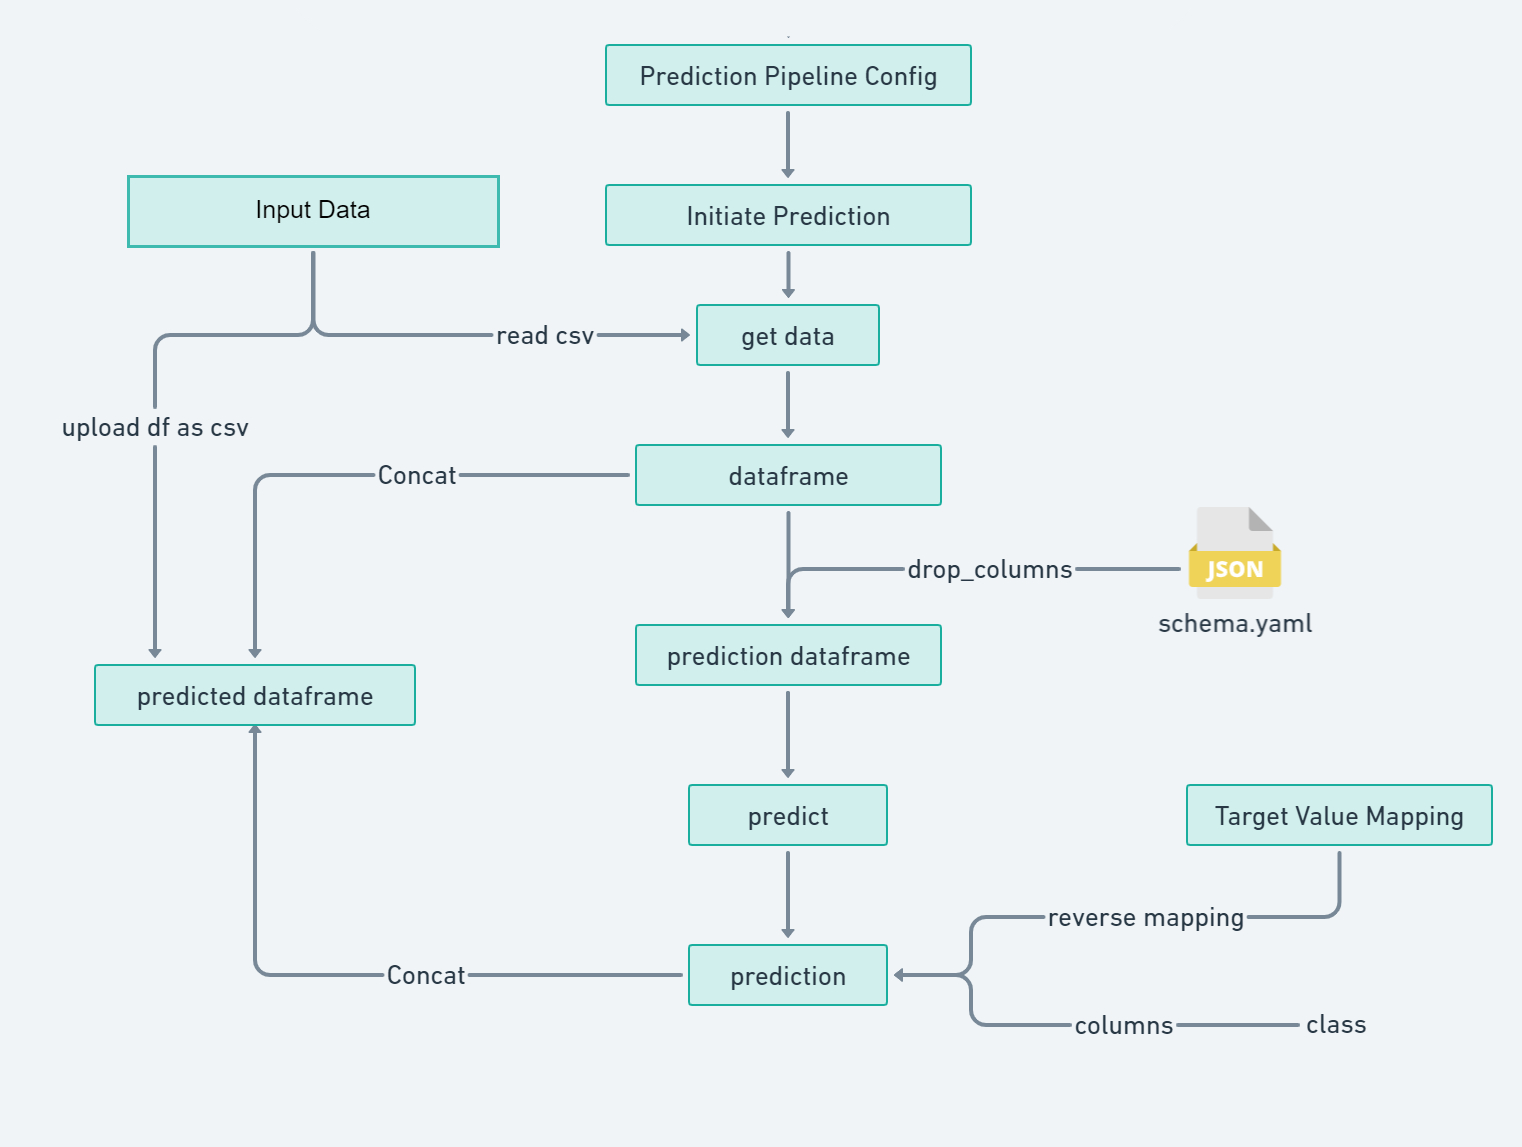 Prediction Pipeline Config
Input Data
Initiate Prediction
read csv
get data
upload df as csv
Concat
dataframe
drop_columns
JSON
schema.yaml
prediction dataframe
predicted dataframe
predict
Target Value Mapping
reverse mapping
Concat
prediction
columns
class